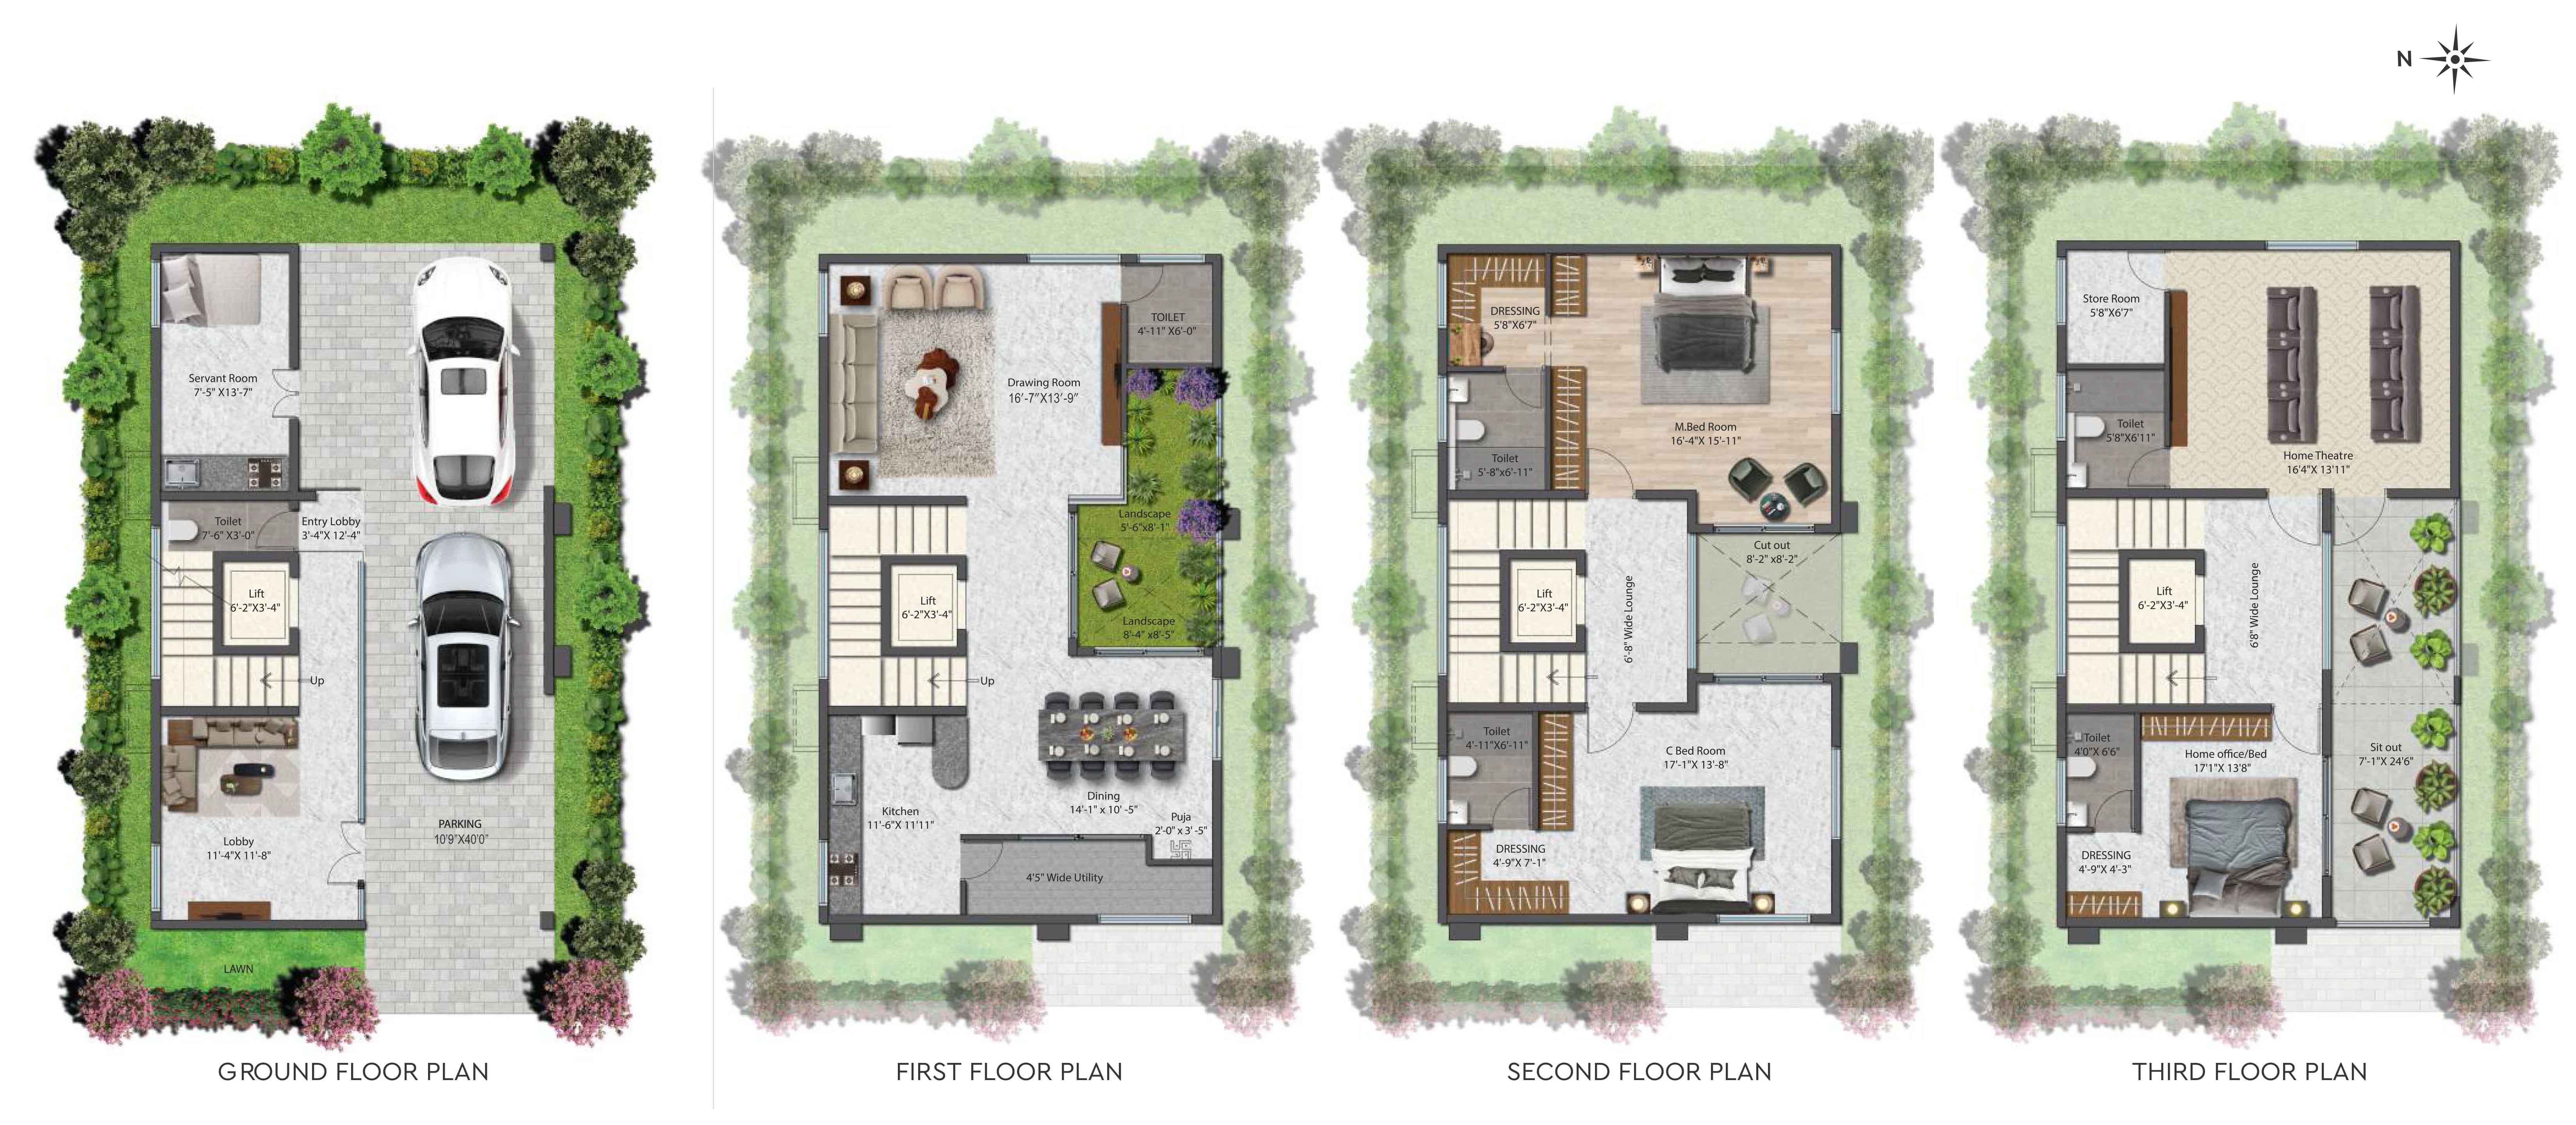 N
Servant Room
7'-5" X13'-7"
Toilet
7'-6" X3'-0"
Entry Lobby
3'-4"X 12'-4"
Lift
6'-2"X3'-4"
Up
Lobby
11'-4"X 11'-8"
PARKING
10'9"X40'0"
LAWN
GROUND FLOOR PLAN
TOILET
4'-11" X6'-0"
Drawing Room
16'-7"X13'-9"
Landscape
5'-6"x8'-1"
Lift
6'-2"X3'-4"
Landscape
8'-4" x8'-5"
Up
Dining
14'-1" x 10' -5"
Kitchen
11'-6"X 11'11"
Puja
2'-0" x 3' -5"
4'5" Wide Utility
FIRST FLOOR PLAN
DRESSING
5'8"X6'7"
M.Bed Room
16'-4"X 15'-11"
Toilet
5'-8"x6'-11"
Cut out
8'-2" x8'-2"
Lift
6'-2"X3'-4"
6'-8" Wide Lounge
Toilet
4'-11"X6'-11"
C Bed Room
17'-1"X 13'-8"
DRESSING
4'-9"X 7'-1"
SECOND FLOOR PLAN
Store Room
5'8"X6'7"
Toilet
5'8"X6'11"
Home Theatre
16'4"X 13'11"
Lift
6'-2"X3'-4"
6'8" Wide Lounge
Toilet
4'0"X 6'6"
Home office/Bed
17'1"X 13'8"
Sit out
7'-1"X 24'6"
DRESSING
4'-9"X 4'-3"
THIRD FLOOR PLAN